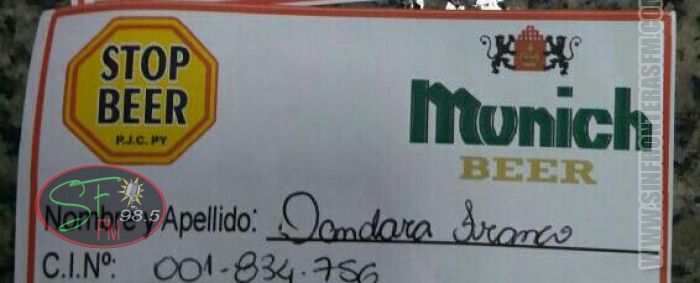 STOP
BEER
P.J.C. PY
Munich
BEER
SF 98.5
FM
Nombre y Apellido: Dandara Franco
C.I.Nº: 001-834-756
WWW.SINFRONTERASFM.COM